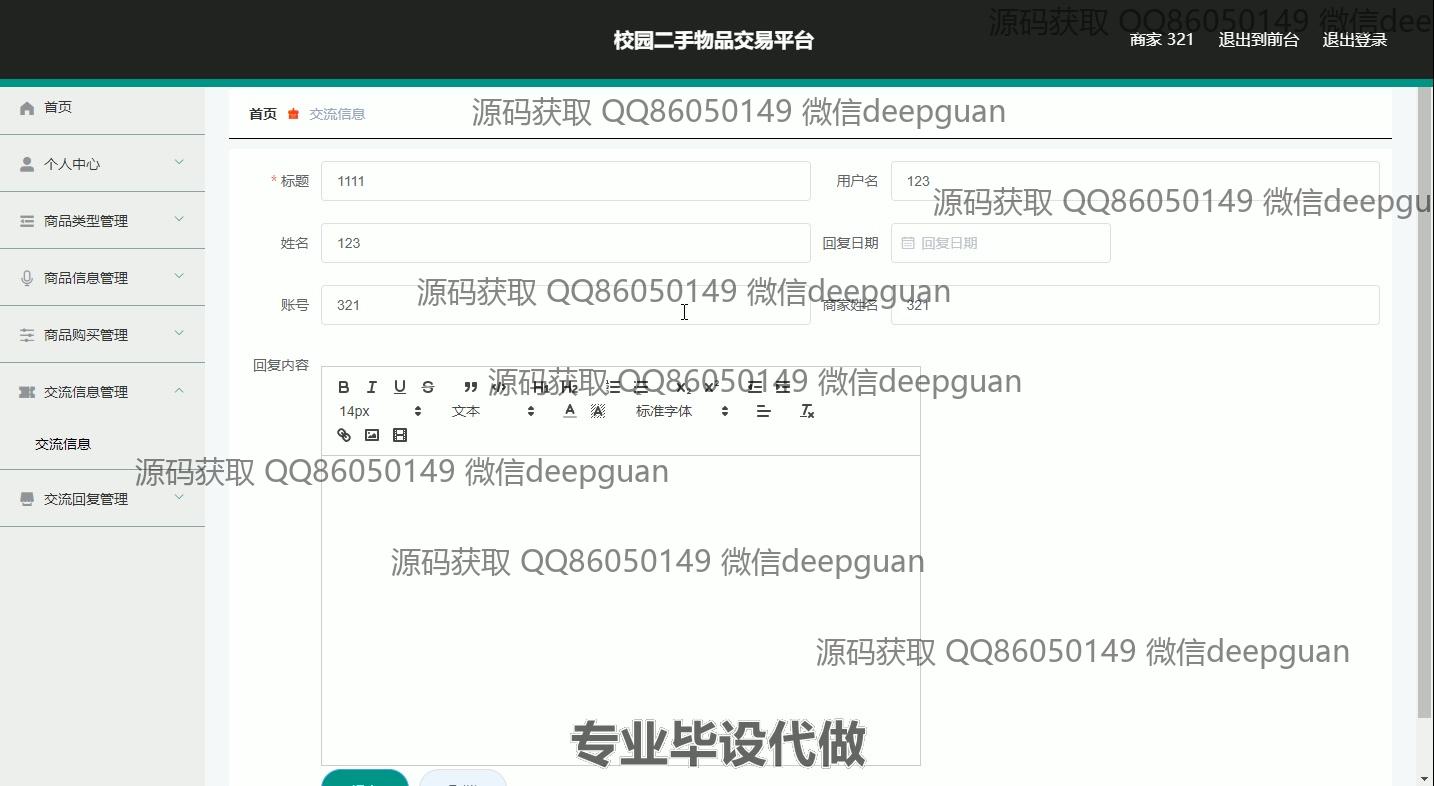 校园二手物品交易平台
源码获取 QQ86050149 微信dee
商家 321 退出到前台 退出登录
首页
个人中心
商品类型管理
商品信息管理
商品购买管理
交流信息管理
交流信息
交流回复管理
首页 交流信息
源码获取 QQ86050149 微信deepguan
* 标题 1111 用户名 123
源码获取 QQ86050149 微信deepgu
姓名 123 回复日期 回复日期
源码获取 QQ86050149 微信deepguan
账号 321 商家姓名 321
回复内容
源码获取 QQ86050149 微信deepguan
B I U S H1 H2 X₂ X²
14px 文本 A A 标准字体 Tx
源码获取 QQ86050149 微信deepguan
源码获取 QQ86050149 微信deepguan
源码获取 QQ86050149 微信deepguan
专业毕设代做